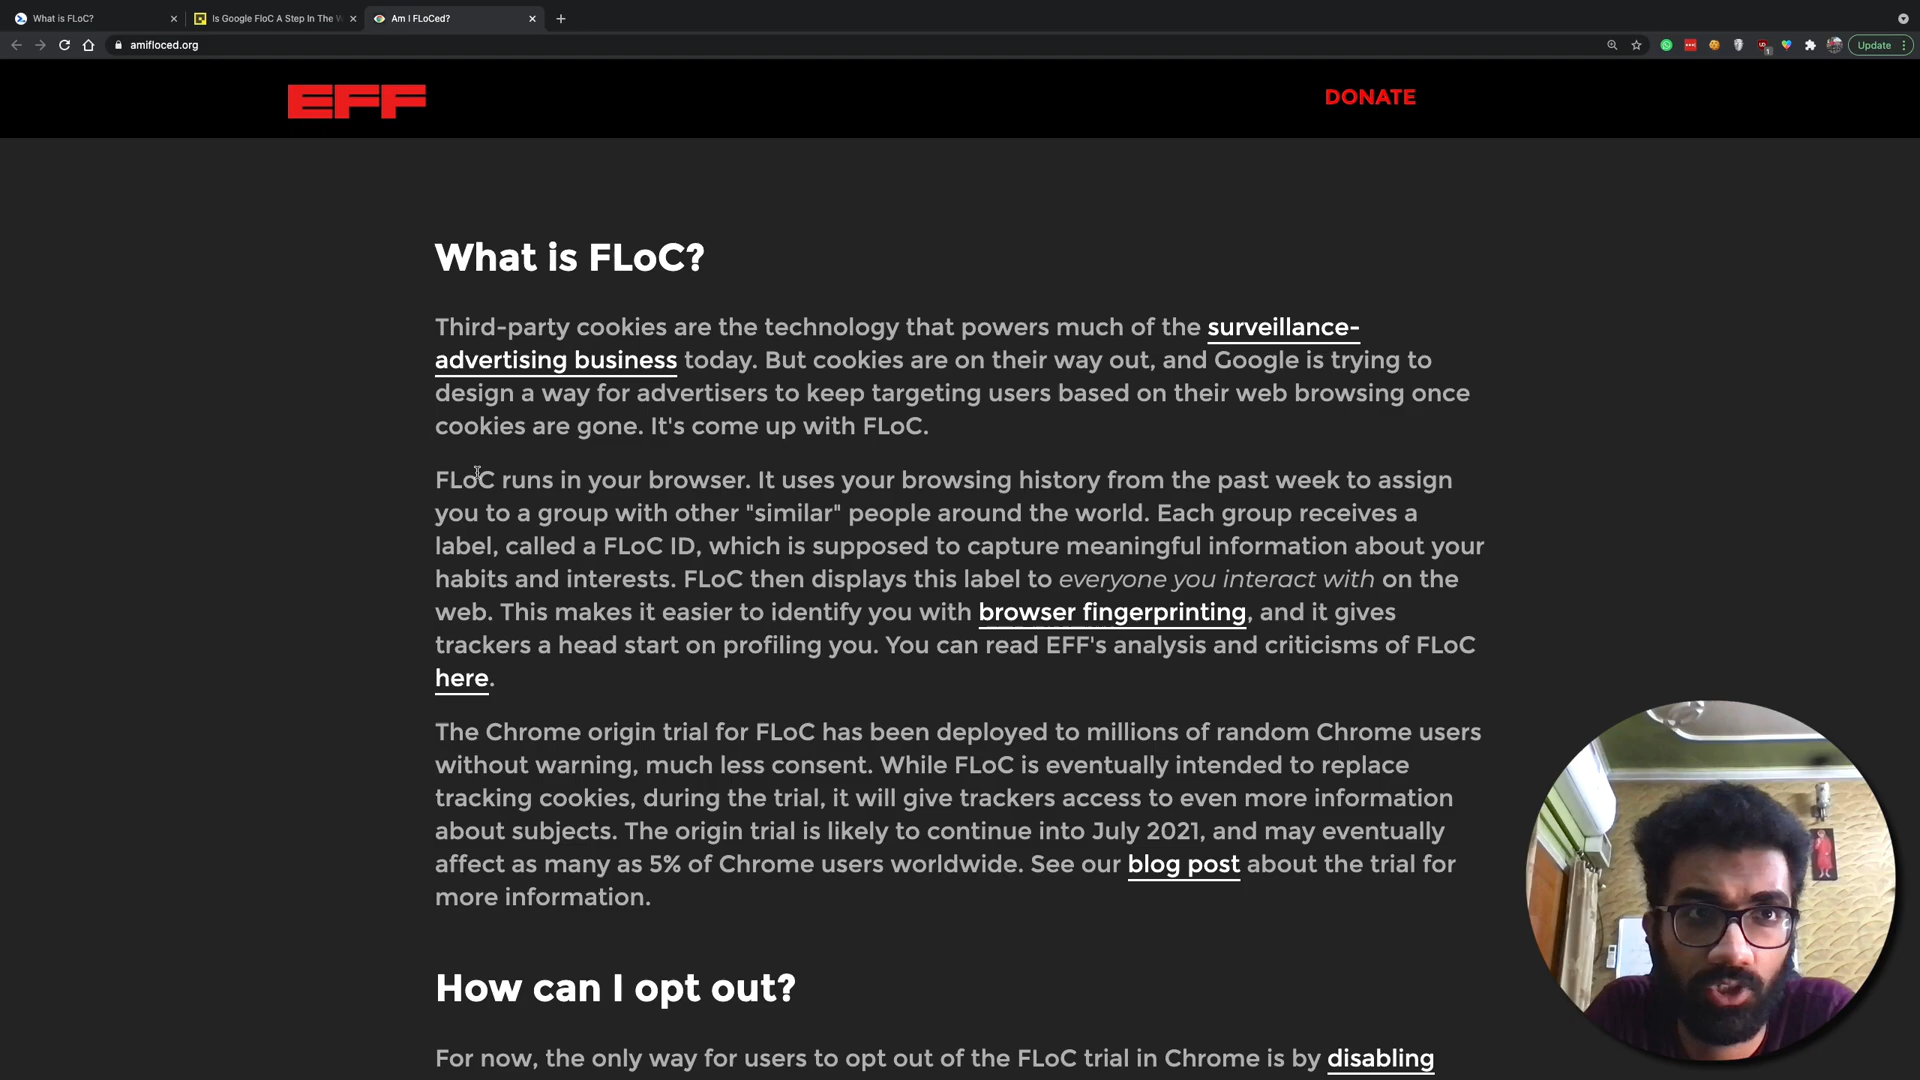 What is FLoC?
Is Google FloC A Step In The
Am I FLoCed?
amifloced.org
Update
EFF
DONATE
What is FLoC?
Third-party cookies are the technology that powers much of the surveillance-
advertising business today. But cookies are on their way out, and Google is trying to
design a way for advertisers to keep targeting users based on their web browsing once
cookies are gone. It's come up with FLoC.
FLoC runs in your browser. It uses your browsing history from the past week to assign
you to a group with other "similar" people around the world. Each group receives a
label, called a FLoC ID, which is supposed to capture meaningful information about your
habits and interests. FLoC then displays this label to everyone you interact with on the
web. This makes it easier to identify you with browser fingerprinting, and it gives
trackers a head start on profiling you. You can read EFF's analysis and criticisms of FLoC
here.
The Chrome origin trial for FLoC has been deployed to millions of random Chrome users
without warning, much less consent. While FLoC is eventually intended to replace
tracking cookies, during the trial, it will give trackers access to even more information
about subjects. The origin trial is likely to continue into July 2021, and may eventually
affect as many as 5% of Chrome users worldwide. See our blog post about the trial for
more information.
How can I opt out?
For now, the only way for users to opt out of the FLoC trial in Chrome is by disabling